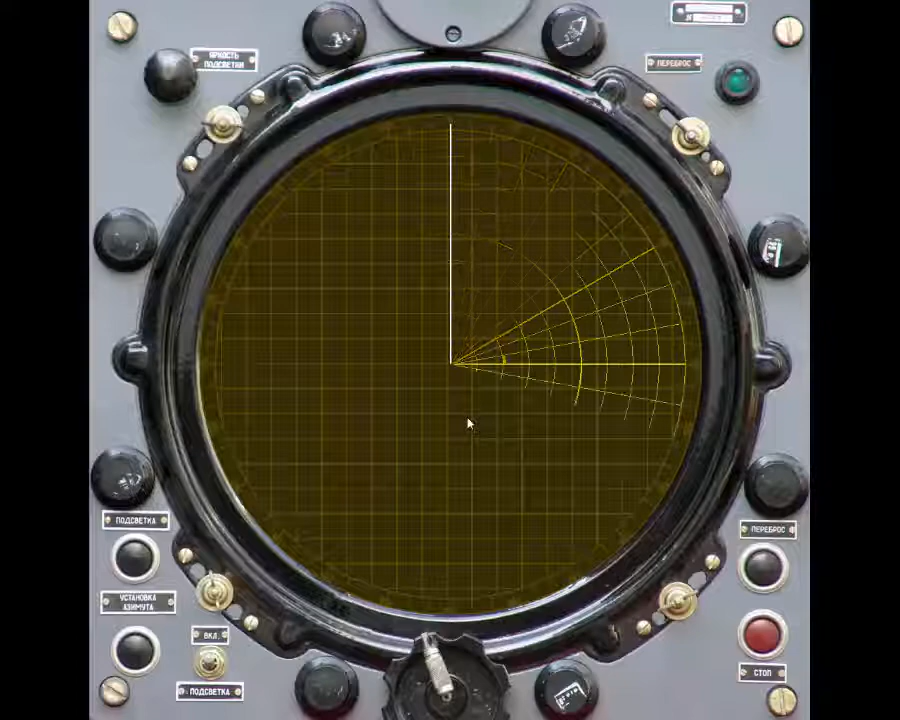 ЯРКОСТЬ
ПОДСВЕТКИ
ПЕРЕБРОС
ПОДСВЕТКА
УСТАНОВКА
АЗИМУТА
ВКЛ.
ПОДСВЕТКА
ПЕРЕБРОС
СТОП